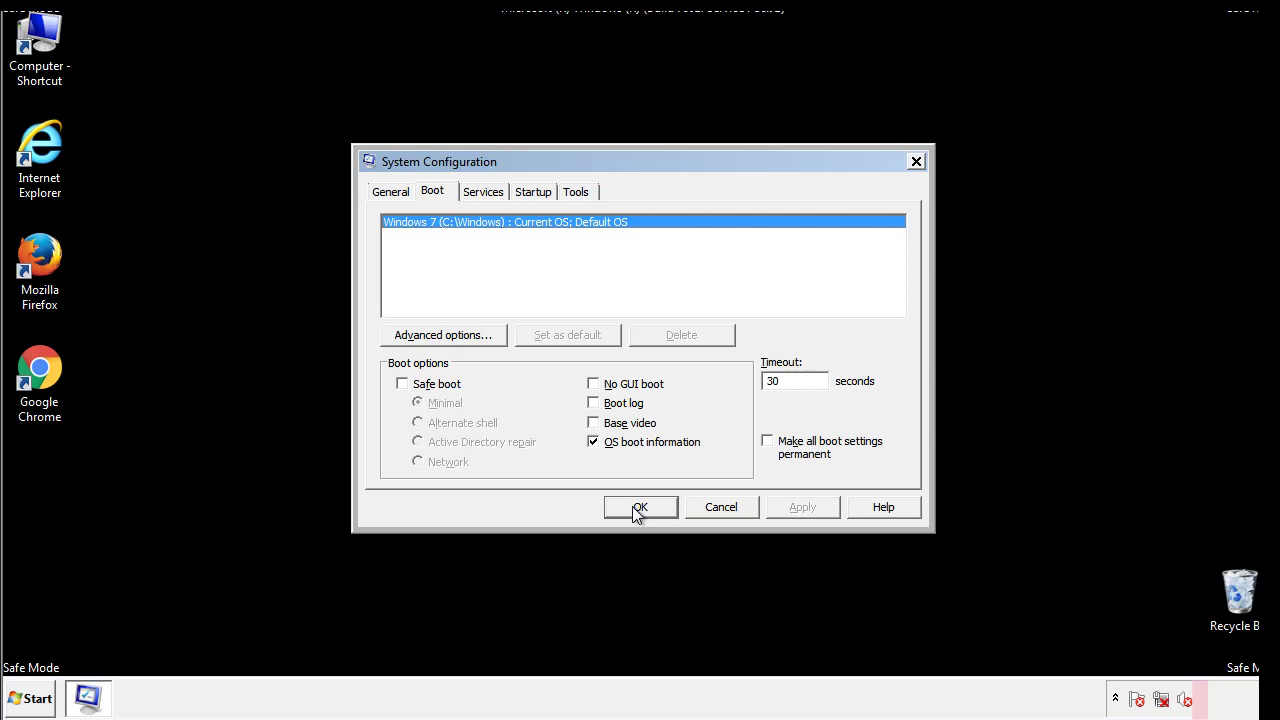 Computer -
Shortcut
Internet
Explorer
Mozilla
Firefox
Google
Chrome
System Configuration
General Boot Services Startup Tools
Windows 7 (C:\Windows) : Current OS; Default OS
Advanced options... Set as default Delete
Boot options
Safe boot
Minimal
Alternate shell
Active Directory repair
Network
No GUI boot
Boot log
Base video
OS boot information
Timeout:
30 seconds
Make all boot settings
permanent
OK Cancel Apply Help
Recycle B
Safe Mode Safe M
Start